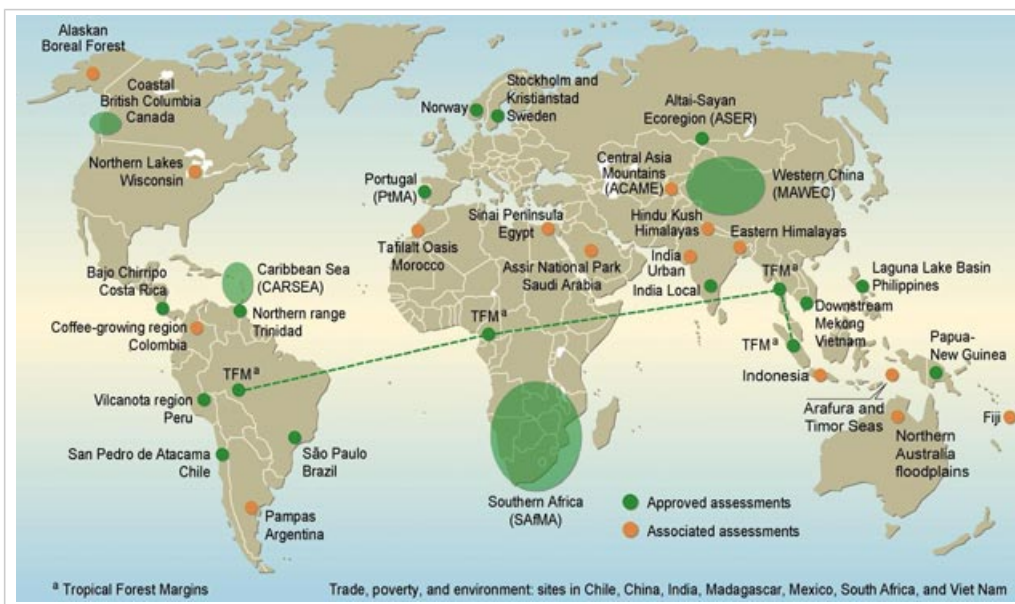 Alaskan
Boreal Forest
Coastal
British Columbia
Canada
Northern Lakes
Wisconsin
Norway
Stockholm and
Kristianstad
Sweden
Altai-Sayan
Ecoregion (ASER)
Central Asia
Mountains
(ACAME)
Western China
(MAWEC)
Portugal
(PtMA)
Sinai Peninsula
Egypt
Hindu Kush
Himalayas
Eastern Himalayas
Tafilalt Oasis
Morocco
Assir National Park
Saudi Arabia
India
Urban
India Local
Bajo Chirripo
Costa Rica
Caribbean Sea
(CARSEA)
Northern range
Trinidad
Coffee-growing region
Colombia
TFM a
TFM a
TFM a
TFM a
Laguna Lake Basin
Philippines
Downstream
Mekong
Vietnam
Papua-
New Guinea
Indonesia
Arafura and
Timor Seas
Fiji
Northern
Australia
floodplains
Vilcanota region
Peru
San Pedro de Atacama
Chile
São Paulo
Brazil
Pampas
Argentina
Southern Africa
(SAfMA)
Approved assessments
Associated assessments
a Tropical Forest Margins
Trade, poverty, and environment: sites in Chile, China, India, Madagascar, Mexico, South Africa, and Viet Nam